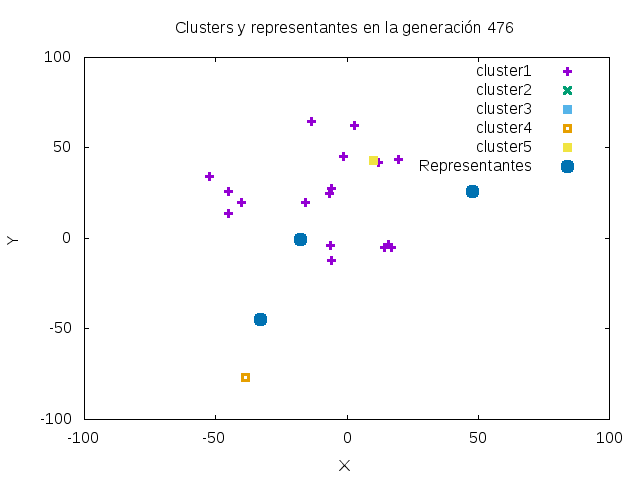 Clusters y representantes en la generación 476
100
50
0
-50
-100
-100
-50
0
50
100
X
Y
cluster1
cluster2
cluster3
cluster4
cluster5
Representantes